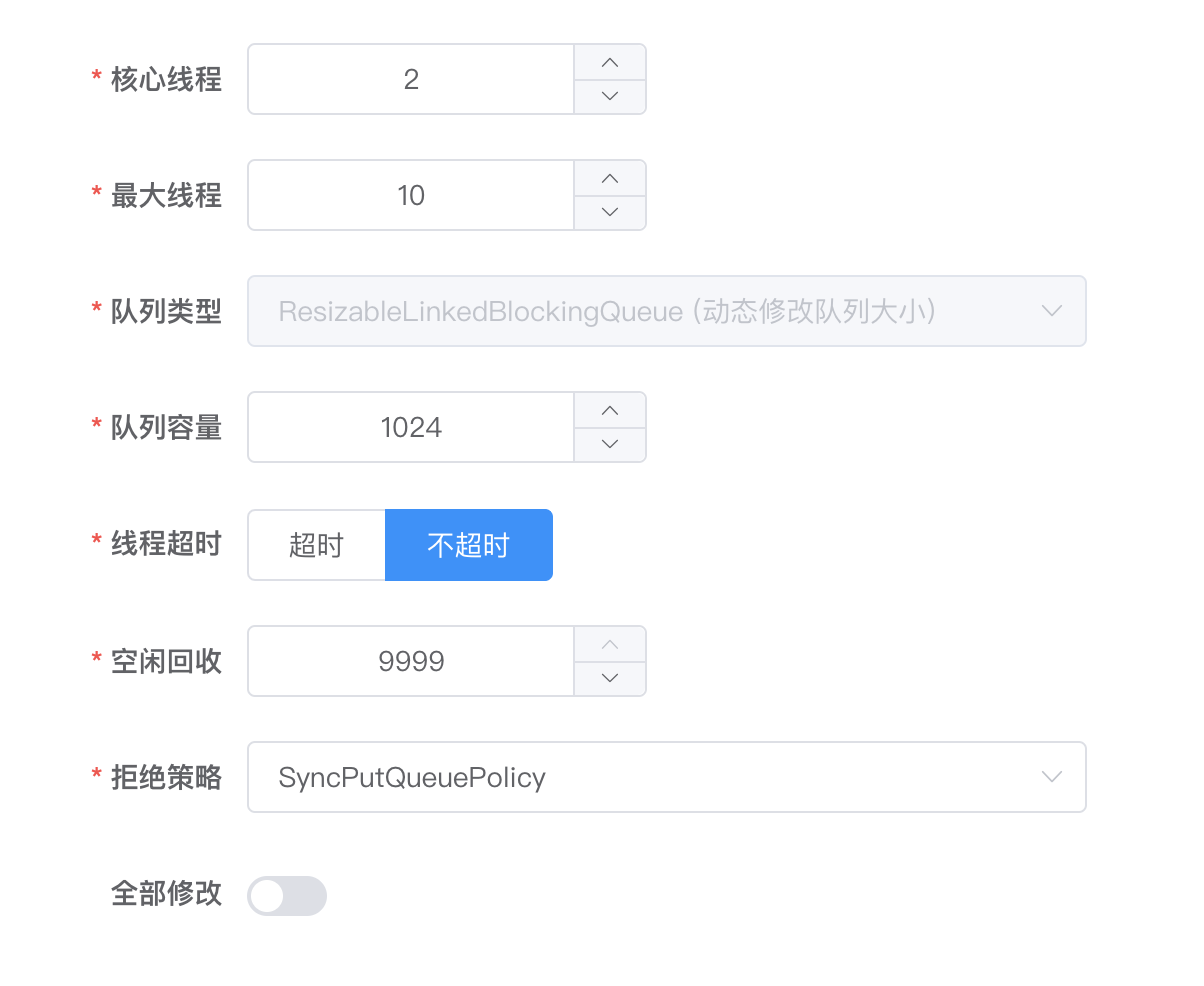 * 核心线程 2
* 最大线程 10
* 队列类型 ResizableLinkedBlockingQueue (动态修改队列大小)
* 队列容量 1024
* 线程超时 超时 不超时
* 空闲回收 9999
* 拒绝策略 SyncPutQueuePolicy
全部修改